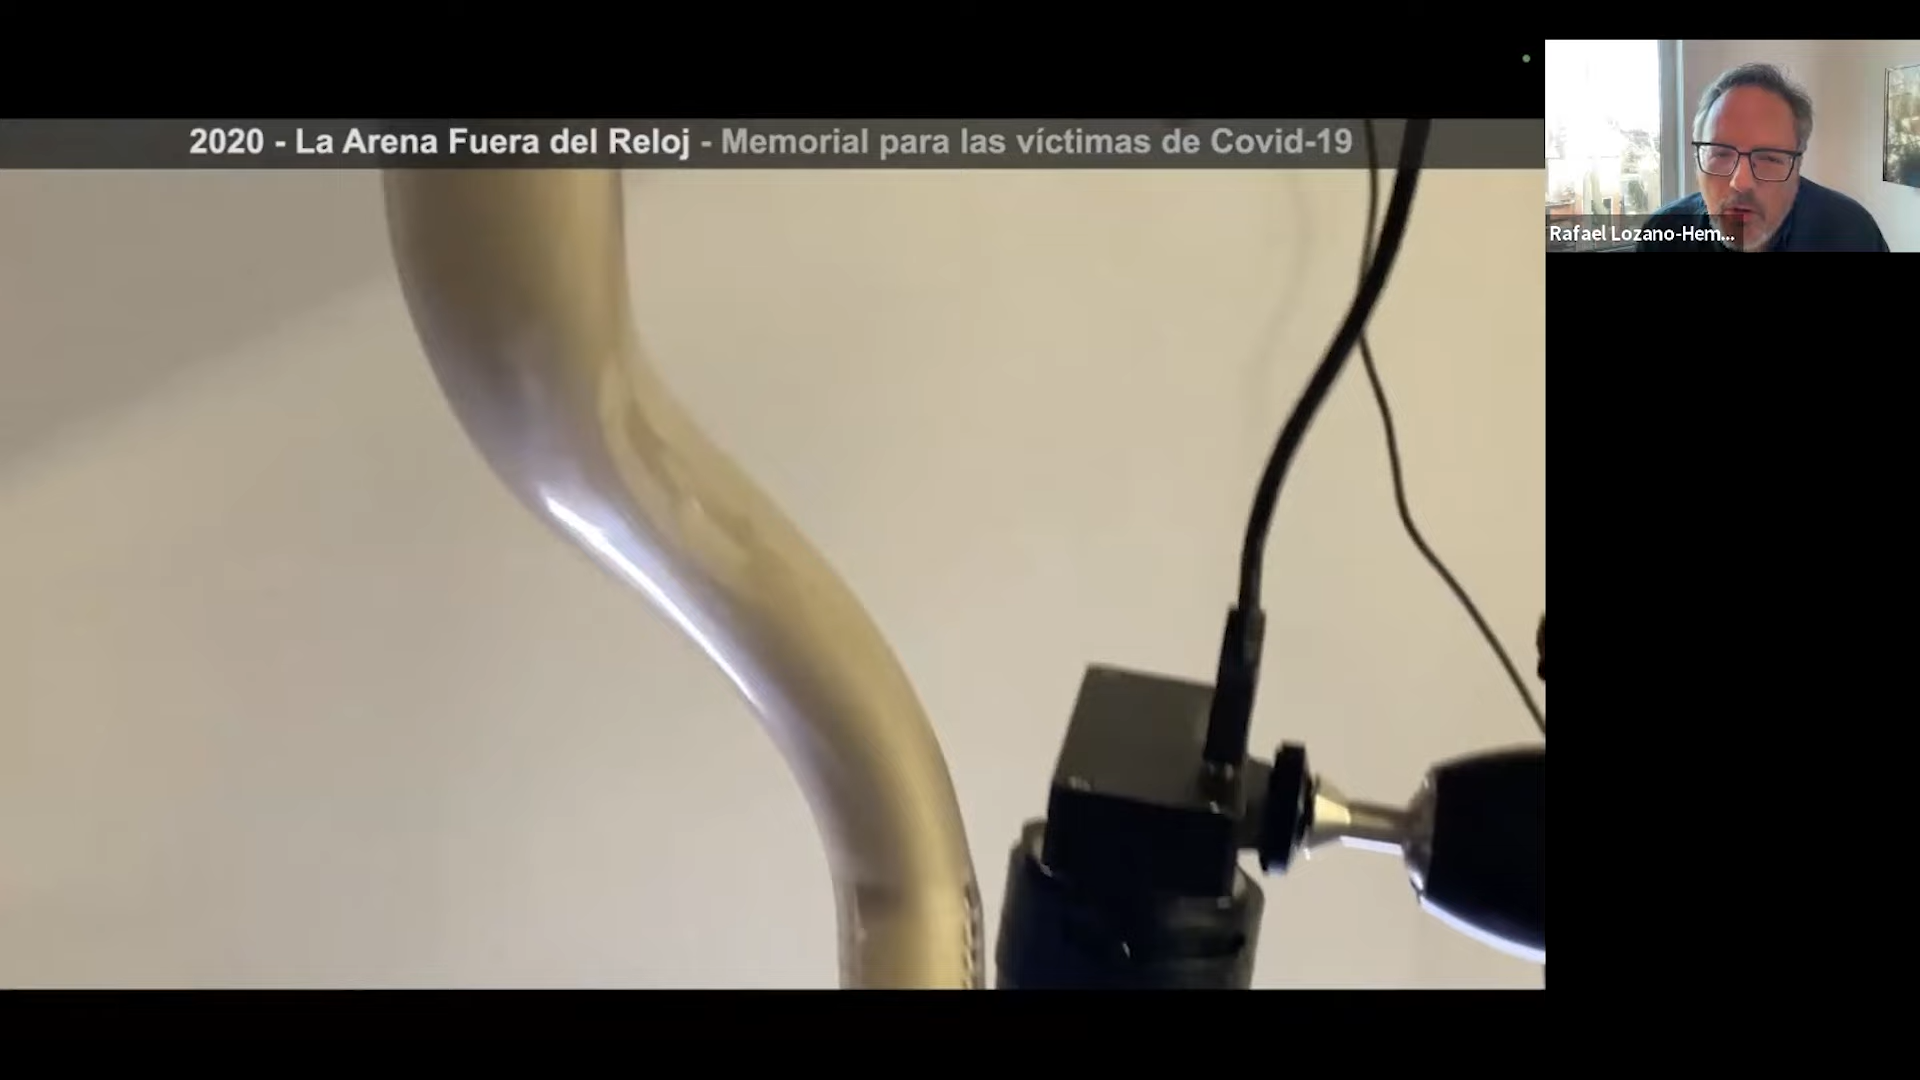 2020 - La Arena Fuera del Reloj - Memorial para las víctimas de Covid-19
Rafael Lozano-Hem...